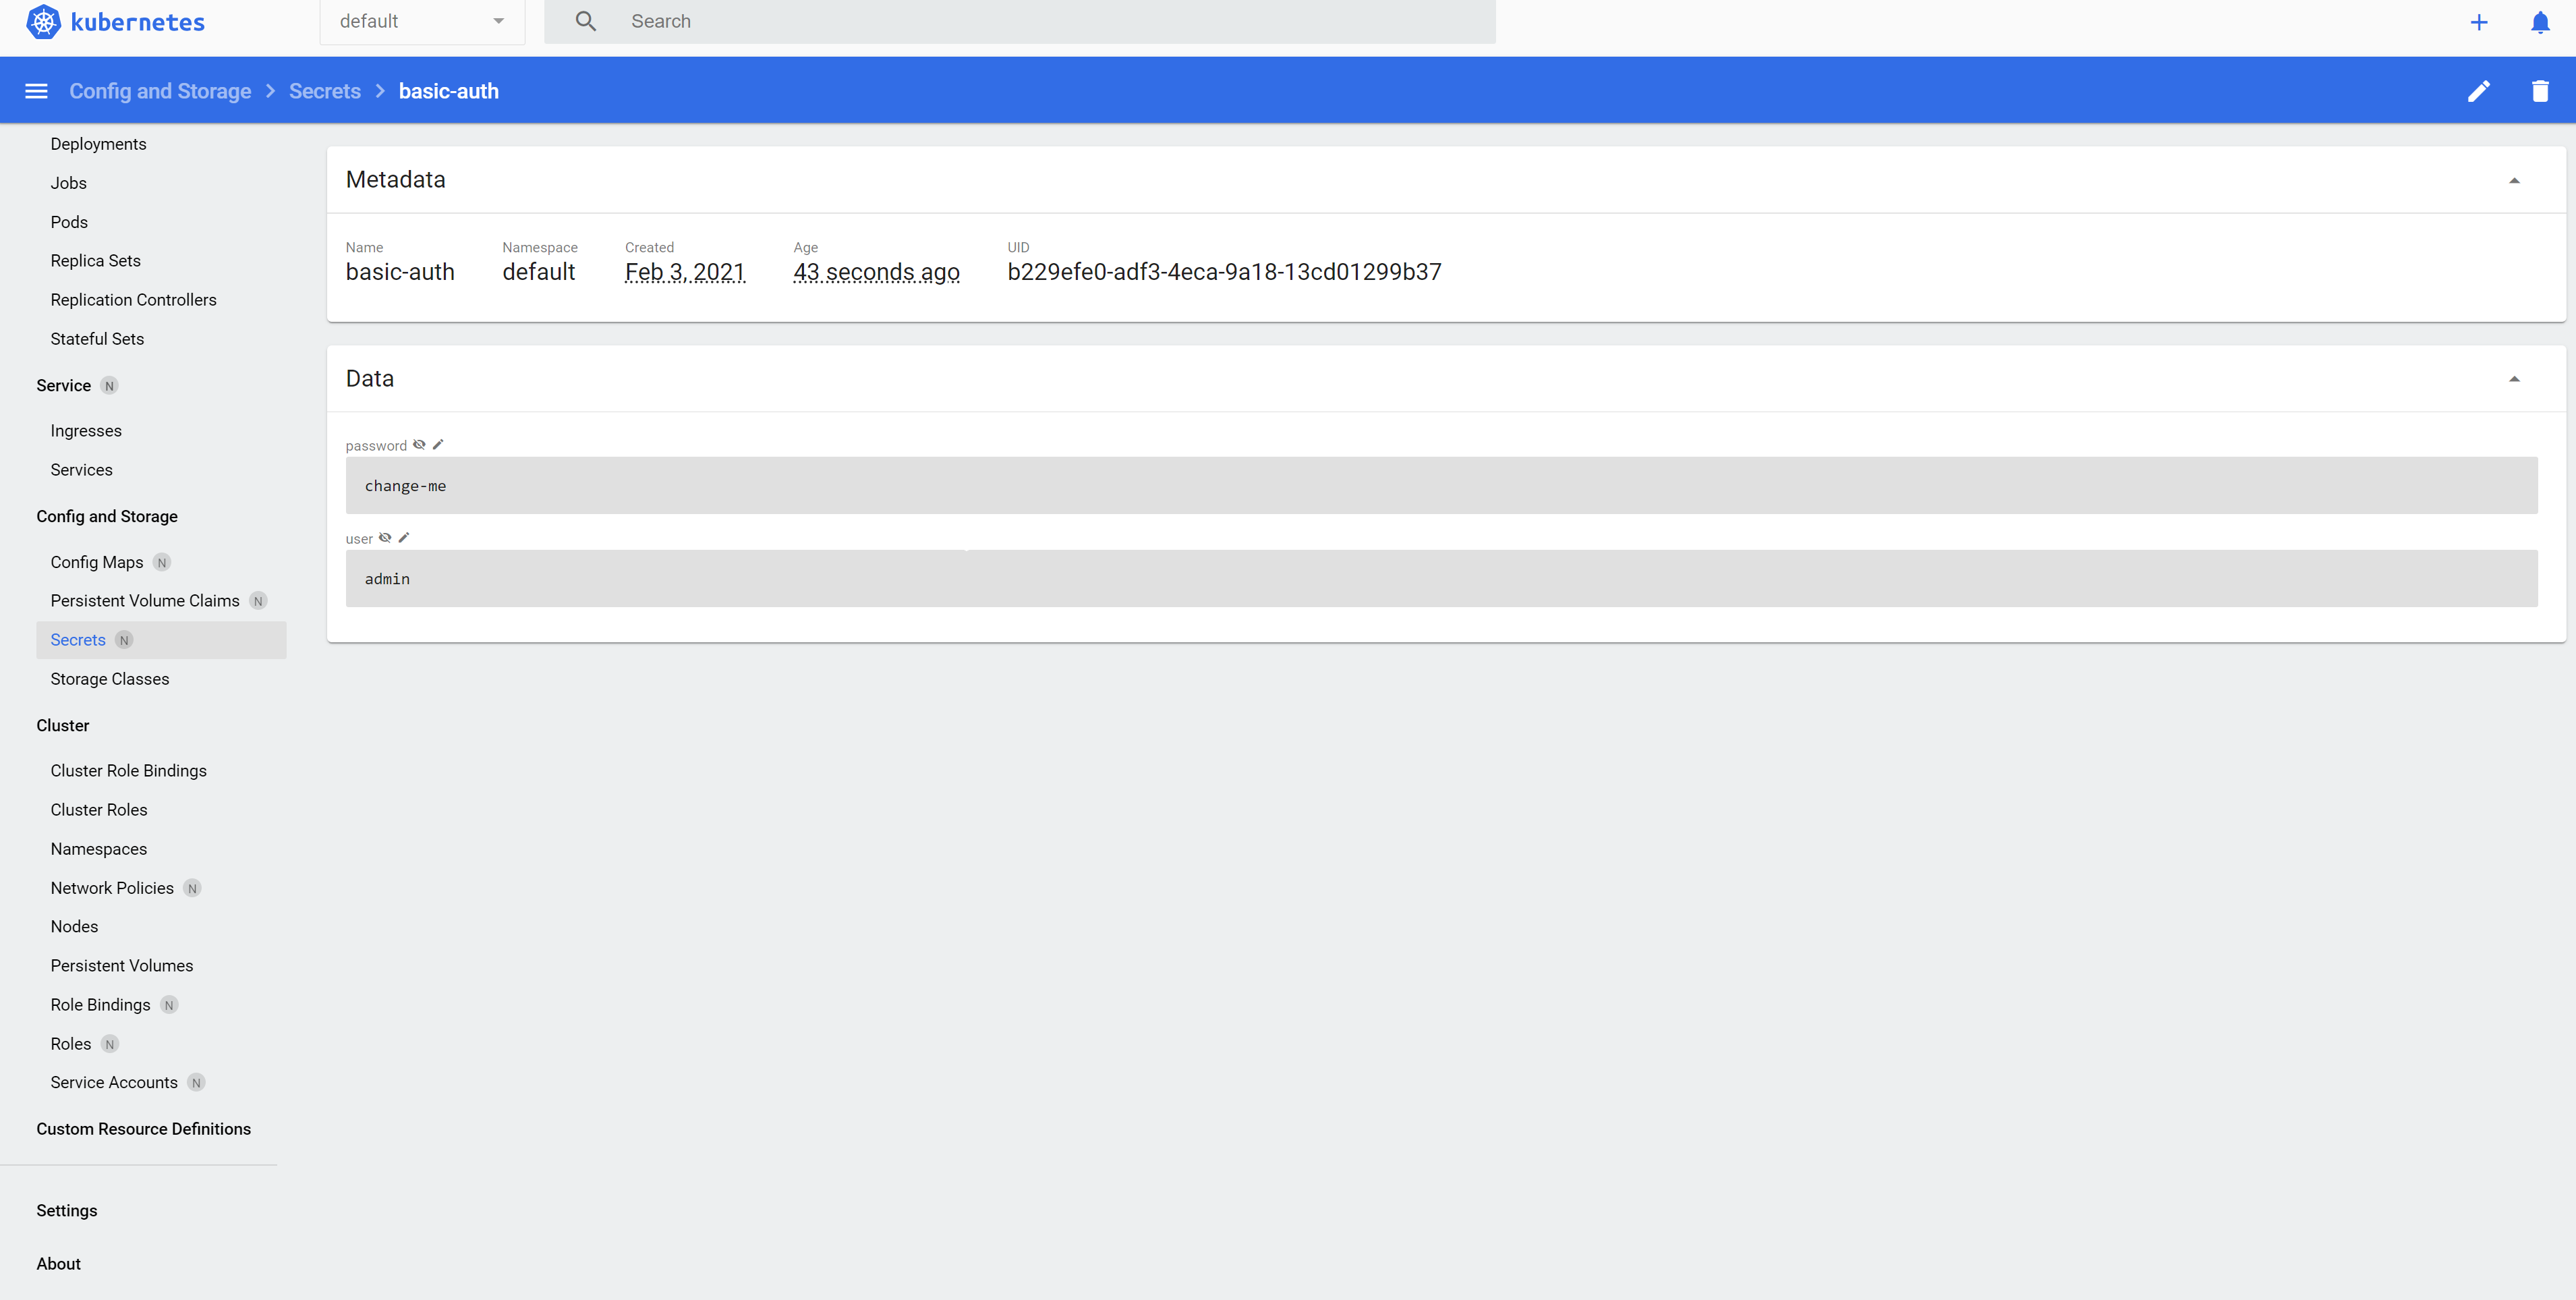 kubernetes
default
Search
Config and Storage > Secrets > basic-auth
Deployments
Jobs
Pods
Replica Sets
Replication Controllers
Stateful Sets
Service N
Ingresses
Services
Config and Storage
Config Maps N
Persistent Volume Claims N
Secrets N
Storage Classes
Cluster
Cluster Role Bindings
Cluster Roles
Namespaces
Network Policies N
Nodes
Persistent Volumes
Role Bindings N
Roles N
Service Accounts N
Custom Resource Definitions
Settings
About
Metadata
Name Namespace Created Age UID
basic-auth default Feb 3, 2021 43 seconds ago b229efe0-adf3-4eca-9a18-13cd01299b37
Data
password
change-me
user
admin